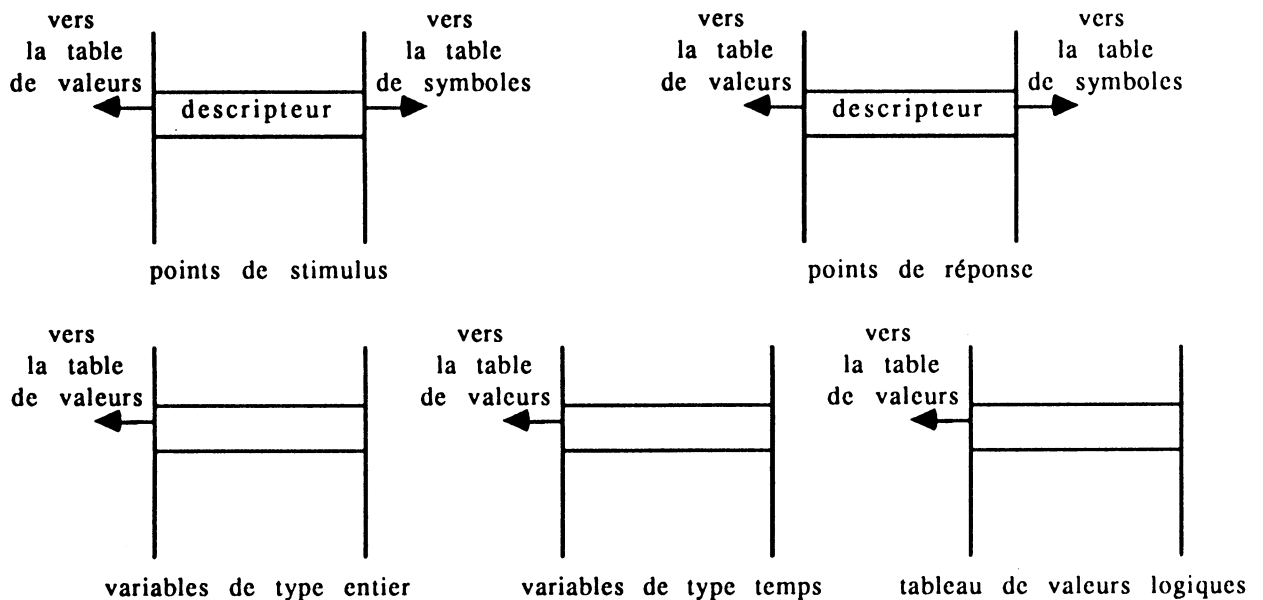 vers
la table
de valeurs
vers
la table
de symboles
descripteur
points de stimulus
vers
la table
de valeurs
vers
la table
de symboles
descripteur
points de réponse
vers
la table
de valeurs
variables de type entier
vers
la table
de valeurs
variables de type temps
vers
la table
de valeurs
tableau de valeurs logiques